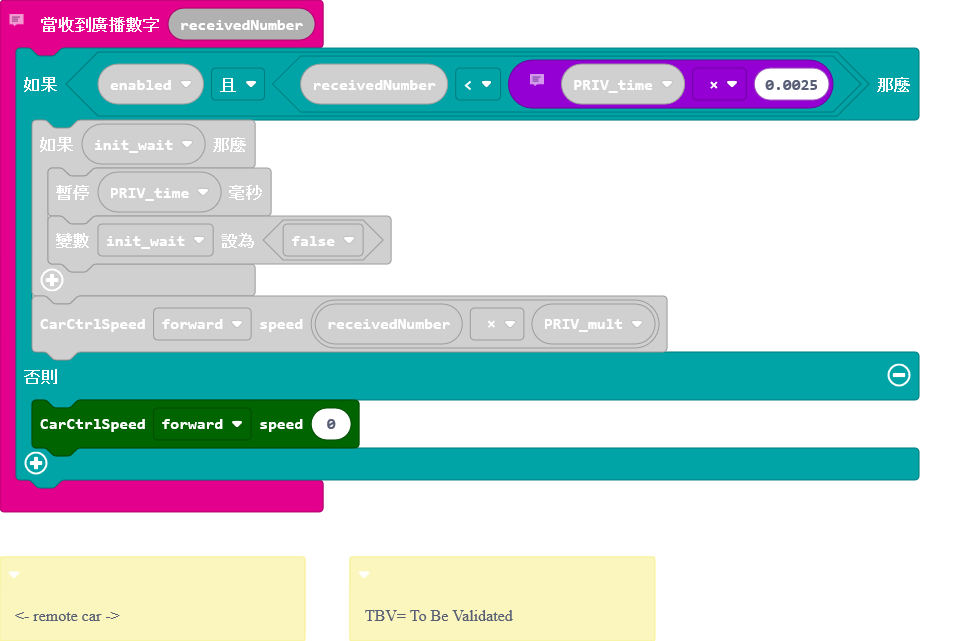 當收到廣播數字 receivedNumber
如果 enabled 且 receivedNumber < PRIV_time × 0.0025 那麼
如果 init_wait 那麼
暫停 PRIV_time 毫秒
變數 init_wait 設為 false
CarCtrlSpeed forward speed receivedNumber × PRIV_mult
否則
CarCtrlSpeed forward speed 0
<- remote car ->
TBV= To Be Validated